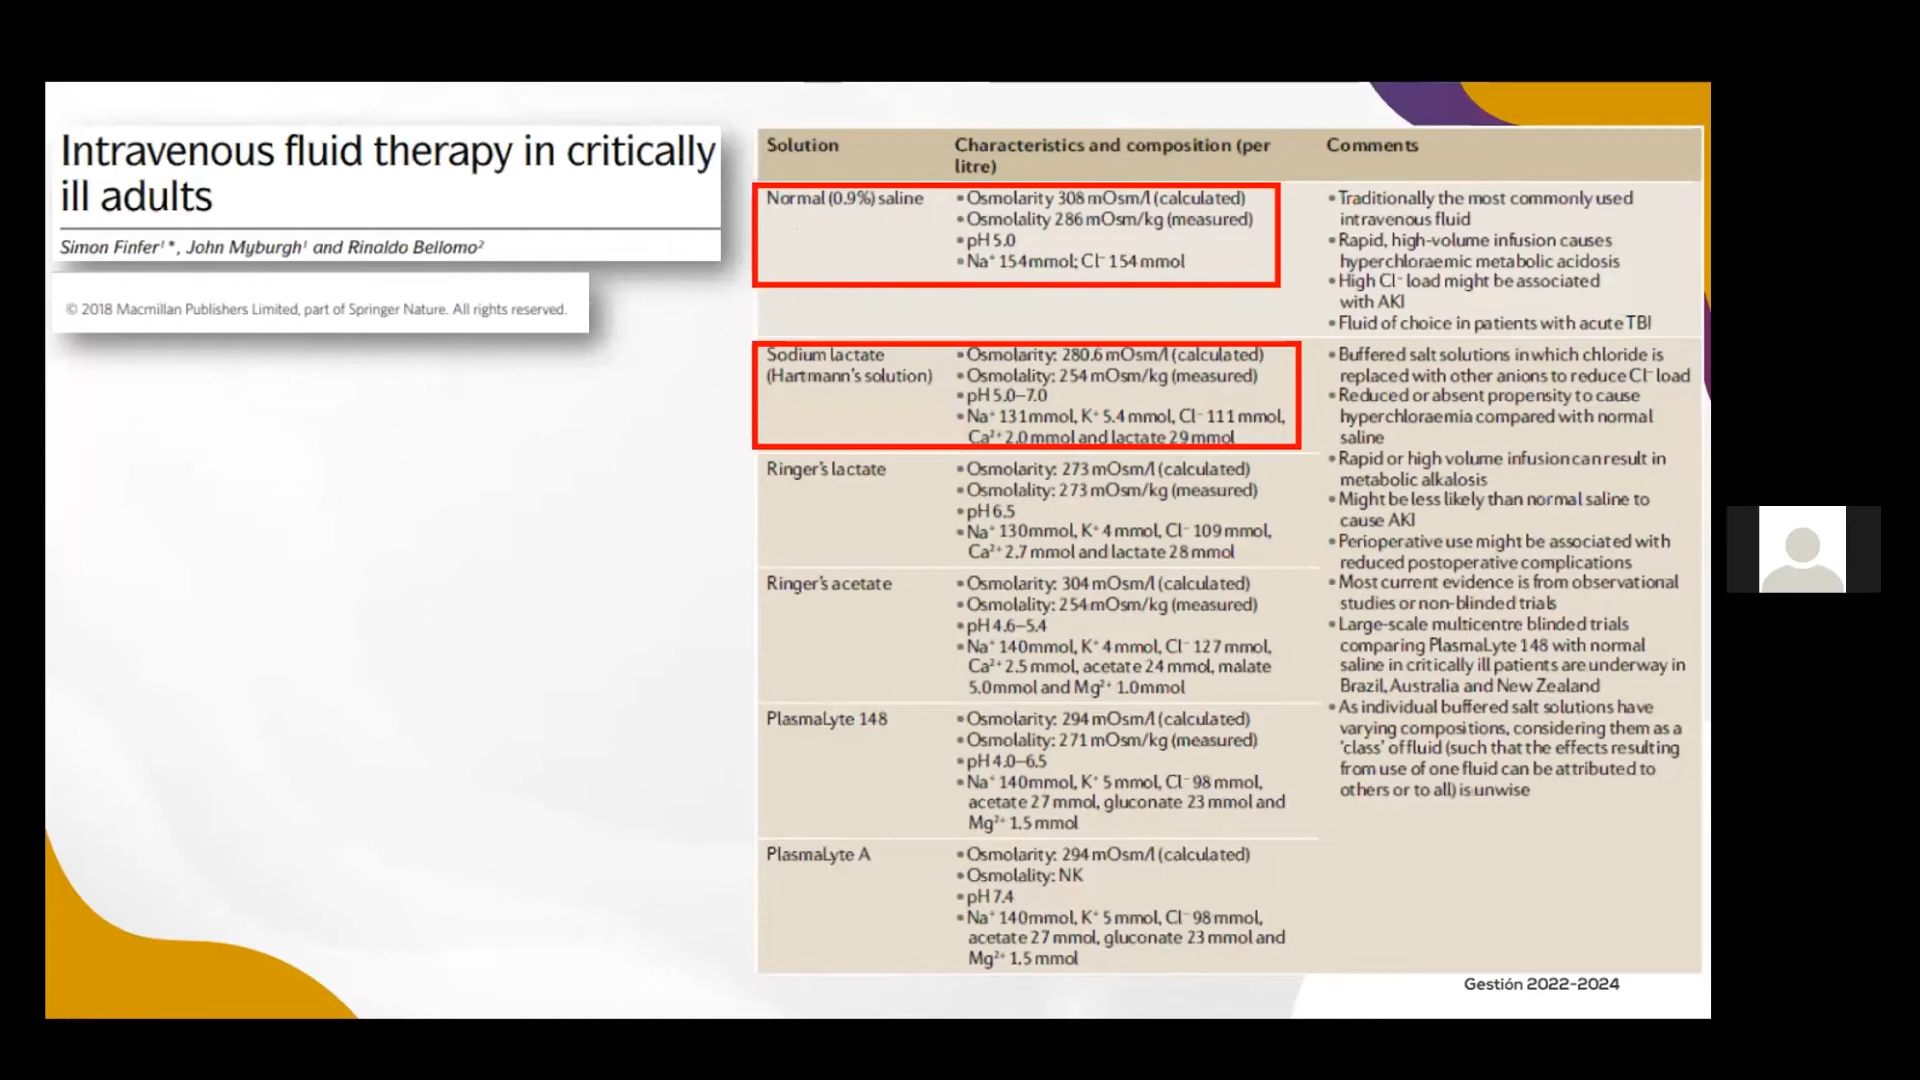 Intravenous fluid therapy in critically
ill adults
Simon Finfer¹*, John Myburgh¹ and Rinaldo Bellomo²
© 2018 Macmillan Publishers Limited, part of Springer Nature. All rights reserved.
Solution
Characteristics and composition (per
litre)
Comments
Normal (0.9%) saline
• Osmolarity 308 mOsm/l (calculated)
• Osmolality 286 mOsm/kg (measured)
• pH 5.0
• Na⁺ 154 mmol; Cl⁻ 154 mmol
• Traditionally the most commonly used
intravenous fluid
• Rapid, high-volume infusion causes
hyperchloraemic metabolic acidosis
• High Cl⁻ load might be associated
with AKI
• Fluid of choice in patients with acute TBI
Sodium lactate
(Hartmann's solution)
• Osmolarity: 280.6 mOsm/l (calculated)
• Osmolality: 254 mOsm/kg (measured)
• pH 5.0–7.0
• Na⁺ 131 mmol, K⁺ 5.4 mmol, Cl⁻ 111 mmol,
Ca²⁺ 2.0 mmol and lactate 29 mmol
Ringer's lactate
• Osmolarity: 273 mOsm/l (calculated)
• Osmolality: 273 mOsm/kg (measured)
• pH 6.5
• Na⁺ 130 mmol, K⁺ 4 mmol, Cl⁻ 109 mmol,
Ca²⁺ 2.7 mmol and lactate 28 mmol
Ringer's acetate
• Osmolarity: 304 mOsm/l (calculated)
• Osmolality: 254 mOsm/kg (measured)
• pH 4.6–5.4
• Na⁺ 140 mmol, K⁺ 4 mmol, Cl⁻ 127 mmol,
Ca²⁺ 2.5 mmol, acetate 24 mmol, malate
5.0 mmol and Mg²⁺ 1.0 mmol
PlasmaLyte 148
• Osmolarity: 294 mOsm/l (calculated)
• Osmolality: 271 mOsm/kg (measured)
• pH 4.0–6.5
• Na⁺ 140 mmol, K⁺ 5 mmol, Cl⁻ 98 mmol,
acetate 27 mmol, gluconate 23 mmol and
Mg²⁺ 1.5 mmol
PlasmaLyte A
• Osmolarity: 294 mOsm/l (calculated)
• Osmolality: NK
• pH 7.4
• Na⁺ 140 mmol, K⁺ 5 mmol, Cl⁻ 98 mmol,
acetate 27 mmol, gluconate 23 mmol and
Mg²⁺ 1.5 mmol
• Buffered salt solutions in which chloride is
replaced with other anions to reduce Cl⁻ load
• Reduced or absent propensity to cause
hyperchloraemia compared with normal
saline
• Rapid or high volume infusion can result in
metabolic alkalosis
• Might be less likely than normal saline to
cause AKI
• Perioperative use might be associated with
reduced postoperative complications
• Most current evidence is from observational
studies or non-blinded trials
• Large-scale multicentre blinded trials
comparing PlasmaLyte 148 with normal
saline in critically ill patients are underway in
Brazil, Australia and New Zealand
• As individual buffered salt solutions have
varying compositions, considering them as a
'class' of fluid (such that the effects resulting
from use of one fluid can be attributed to
others or to all) is unwise
Gestión 2022-2024